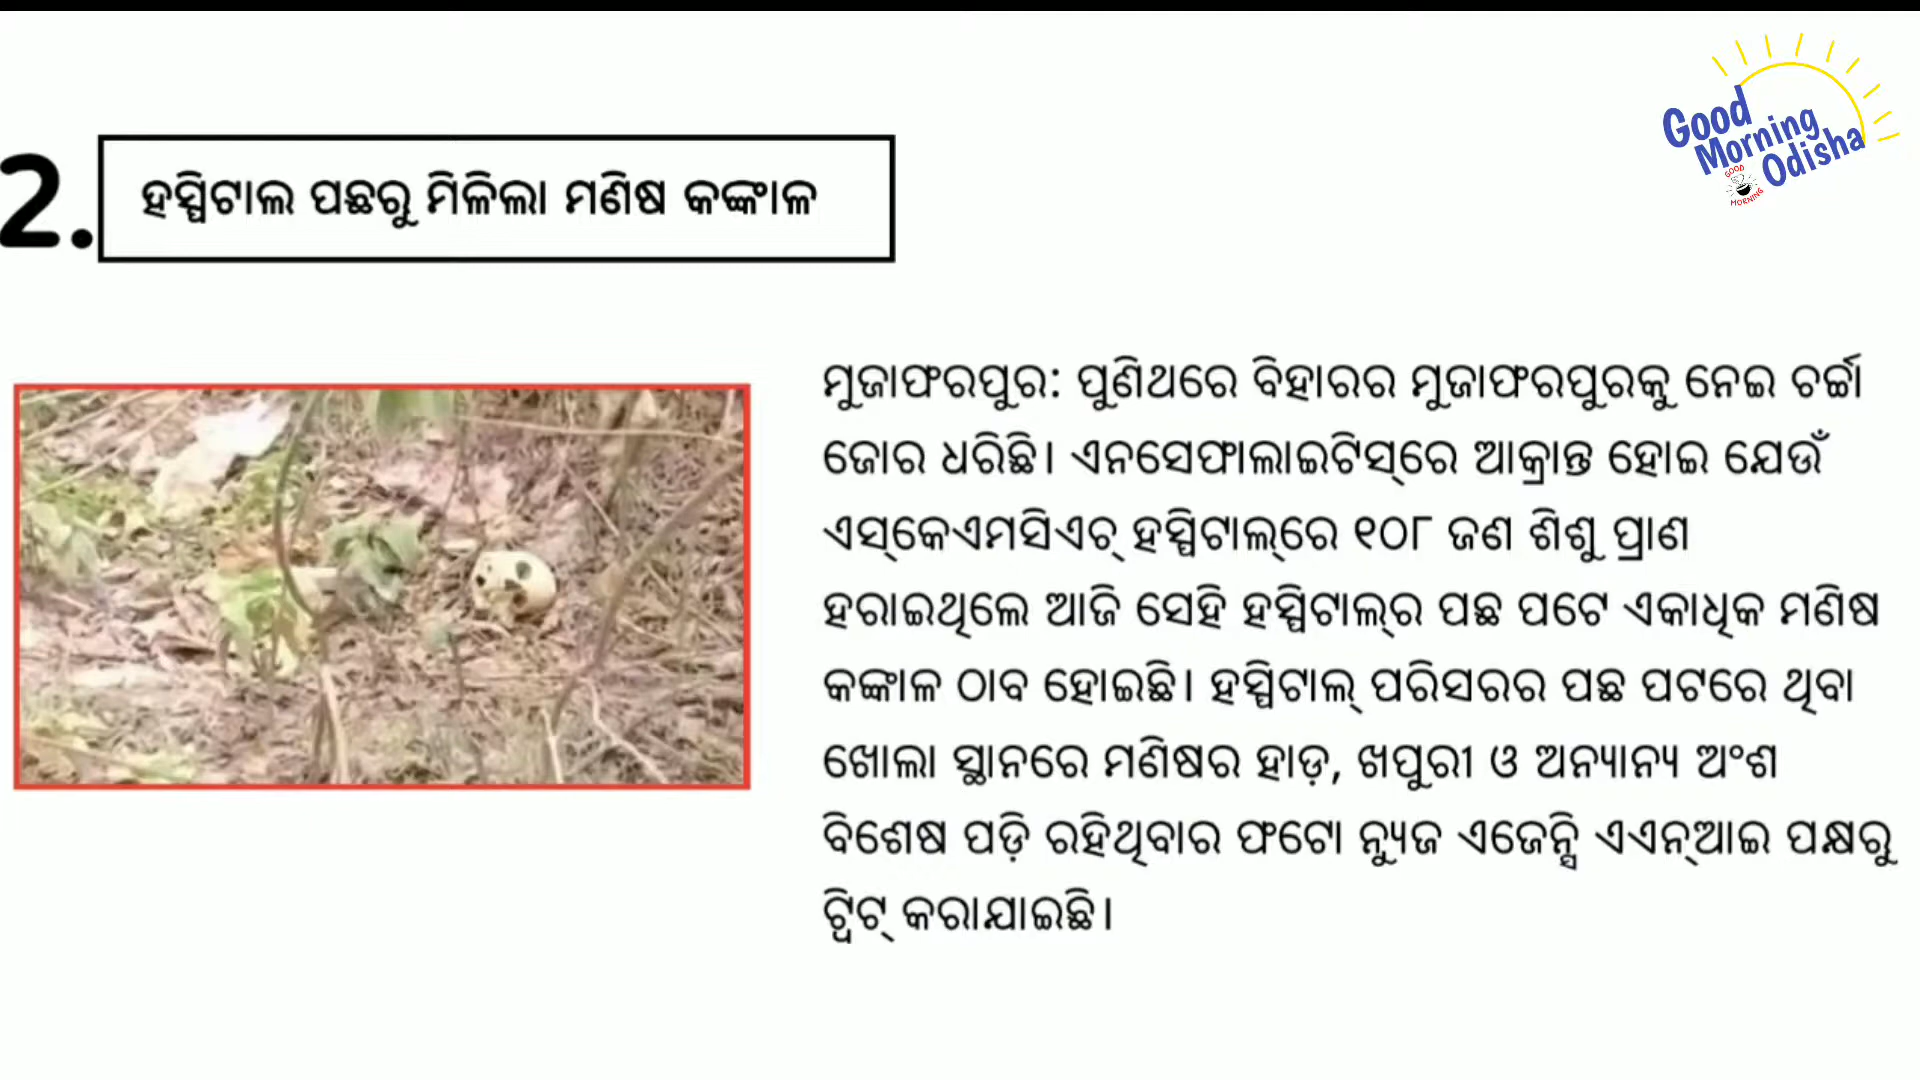 Good
Morning
Odisha
GOOD
MORNING
2.
ହସ୍ପିଟାଲ ପଛରୁ ମିଳିଲା ମଣିଷ କଙ୍କାଳ
ମୁଜାଫରପୁର: ପୁଣିଥରେ ବିହାରର ମୁଜାଫରପୁରକୁ ନେଇ ଚର୍ଚ୍ଚା
ଜୋର ଧରିଛି। ଏନସେଫାଲାଇଟିସ୍‌ରେ ଆକ୍ରାନ୍ତ ହୋଇ ଯେଉଁ
ଏସ୍‌କେଏମସିଏଚ୍ ହସ୍ପିଟାଲ୍‌ରେ ୧୦୮ ଜଣ ଶିଶୁ ପ୍ରାଣ
ହରାଇଥିଲେ ଆଜି ସେହି ହସ୍ପିଟାଲ୍‌ର ପଛ ପଟେ ଏକାଧିକ ମଣିଷ
କଙ୍କାଳ ଠାବ ହୋଇଛି। ହସ୍ପିଟାଲ୍ ପରିସରର ପଛ ପଟରେ ଥିବା
ଖୋଲା ସ୍ଥାନରେ ମଣିଷର ହାଡ଼, ଖପୁରୀ ଓ ଅନ୍ୟାନ୍ୟ ଅଂଶ
ବିଶେଷ ପଡ଼ି ରହିଥିବାର ଫଟୋ ନ୍ୟୁଜ ଏଜେନ୍ସି ଏଏନ୍‌ଆଇ ପକ୍ଷରୁ
ଟ୍ୱିଟ୍ କରାଯାଇଛି।